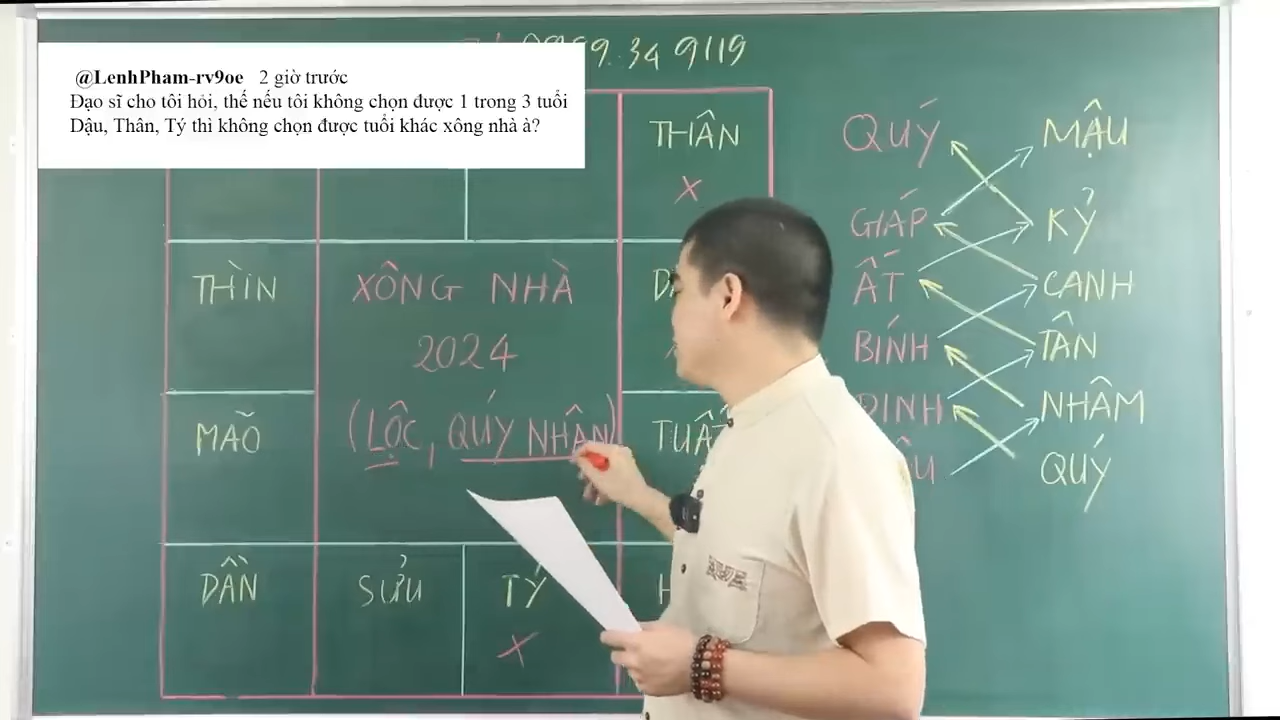 @LenhPham-rv9oe 2 giờ trước
Đạo sĩ cho tôi hỏi, thế nếu tôi không chọn được 1 trong 3 tuổi
Dậu, Thân, Tý thì không chọn được tuổi khác xông nhà à?
34 9119
THÂN
X
THÌN
XÔNG NHÀ
2024
(LỘC, QUÝ NHÂN)
MÃO
TUẤT
DẦN
SỬU
TÝ
X
QUÝ
MẬU
GIÁP
KỶ
ẤT
CANH
BÍNH
TÂN
ĐINH
NHÂM
QUÝ